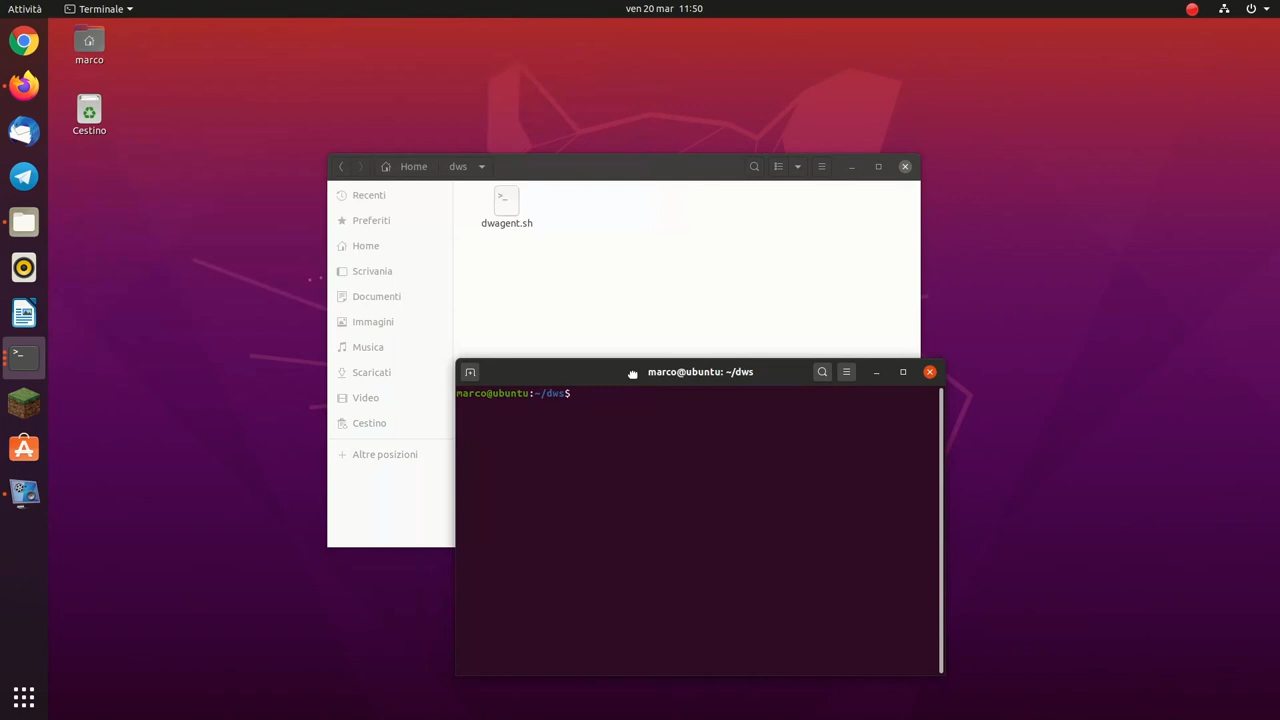 Attività
Terminale
ven 20 mar 11:50
marco
Cestino
Home
dws
Recenti
Preferiti
Home
Scrivania
Documenti
Immagini
Musica
Scaricati
Video
Cestino
+ Altre posizioni
>_
dwagent.sh
marco@ubuntu: ~/dws
marco@ubuntu:~/dws$